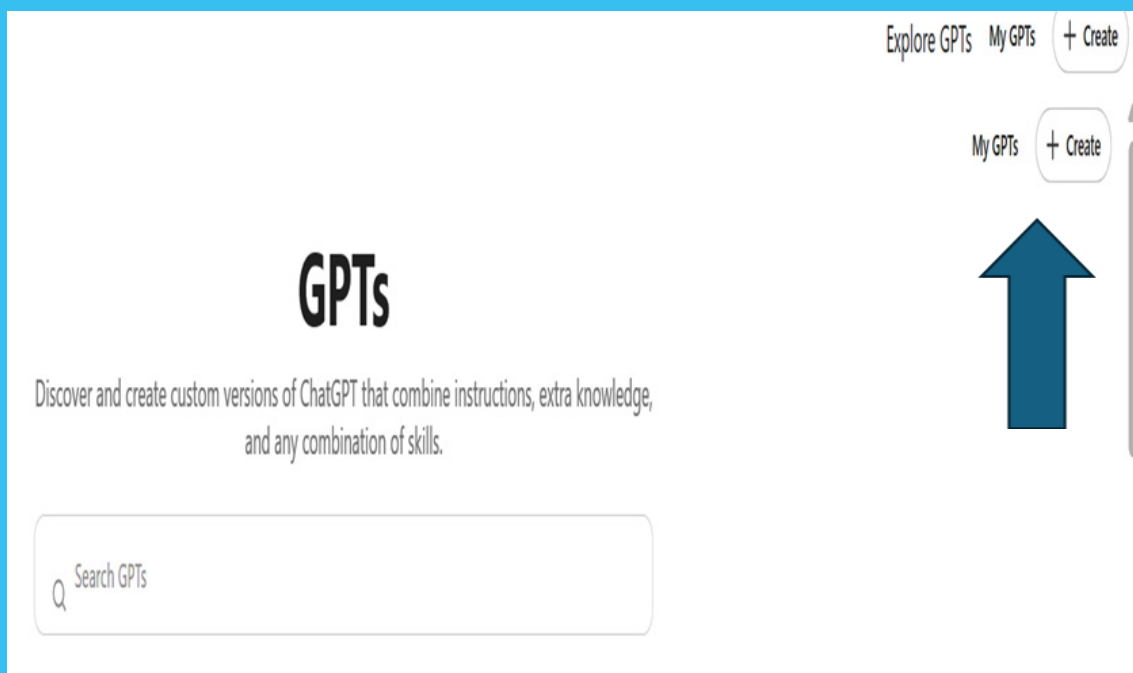 Explore GPTs My GPTs + Create
My GPTs + Create
GPTs
Discover and create custom versions of ChatGPT that combine instructions, extra knowledge,
and any combination of skills.
Search GPTs